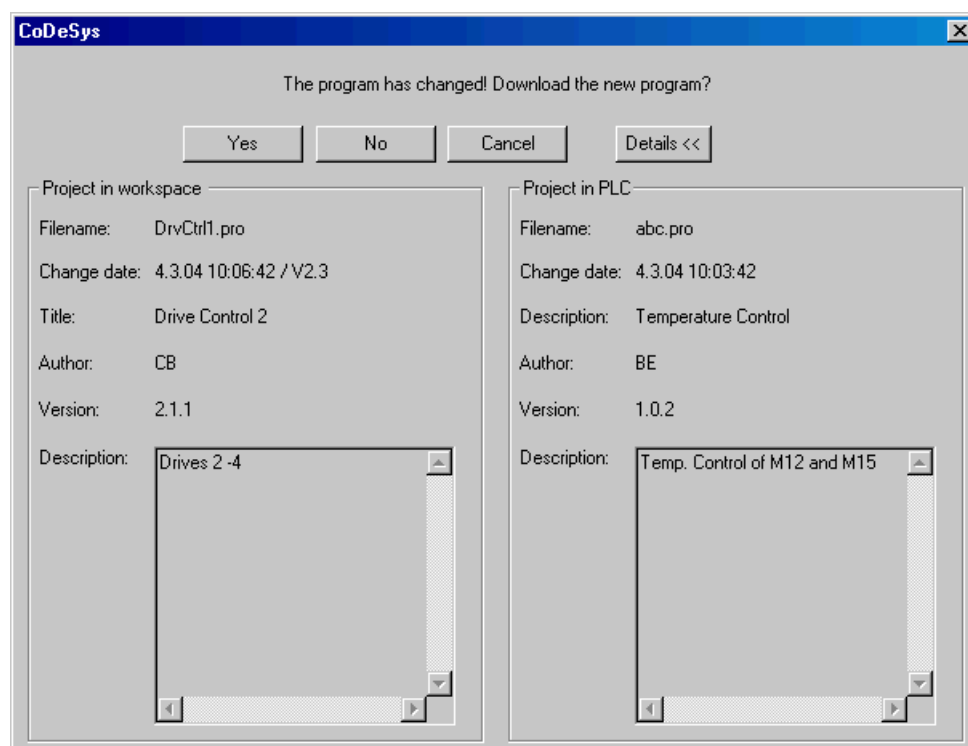 CoDeSys
The program has changed! Download the new program?
Yes No Cancel Details <<
Project in workspace
Filename: DrvCtrl1.pro
Change date: 4.3.04 10:06:42 / V2.3
Title: Drive Control 2
Author: CB
Version: 2.1.1
Description: Drives 2 -4
Project in PLC
Filename: abc.pro
Change date: 4.3.04 10:03:42
Description: Temperature Control
Author: BE
Version: 1.0.2
Description: Temp. Control of M12 and M15